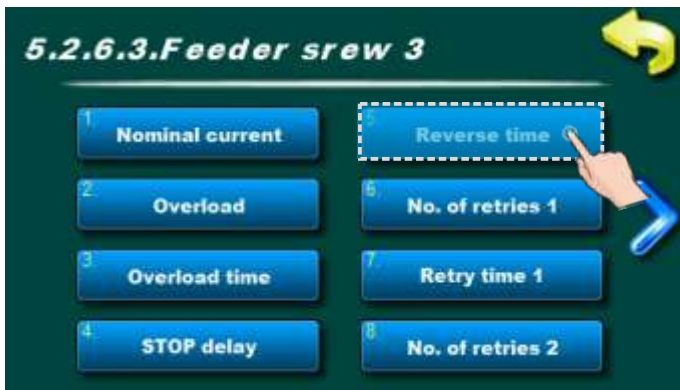 5.2.6.3.Feeder srew 3
1
Nominal current
2
Overload
3
Overload time
4
STOP delay
5
Reverse time
6
No. of retries 1
7
Retry time 1
8
No. of retries 2